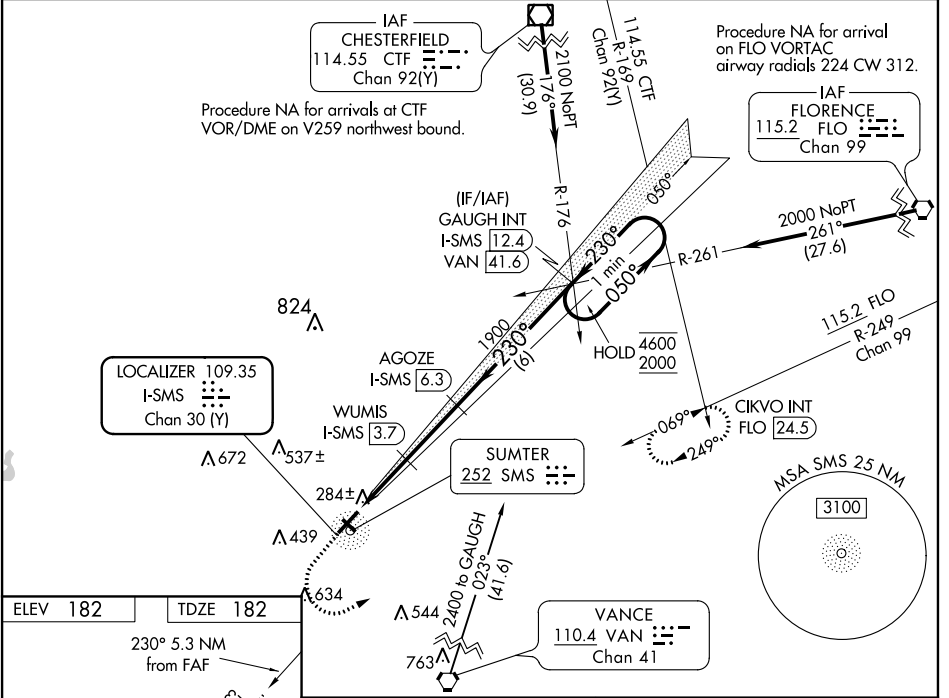 IAF
CHESTERFIELD
114.55 CTF
Chan 92(Y)
Procedure NA for arrivals at CTF
VOR/DME on V259 northwest bound.
2100 NoPT
176°
(30.9)
R-176
114.55 CTF
R-169
Chan 92(Y)
Procedure NA for arrival
on FLO VORTAC
airway radials 224 CW 312.
IAF
FLORENCE
115.2 FLO
Chan 99
2000 NoPT
261°
(27.6)
R-261
050°
(IF/IAF)
GAUGH INT
I-SMS 12.4
VAN 41.6
230°
1 min
050°
HOLD 4600
2000
1900
230°
(6)
115.2 FLO
R-249
Chan 99
824
AGOZE
I-SMS 6.3
LOCALIZER 109.35
I-SMS
Chan 30 (Y)
WUMIS
I-SMS 3.7
069°
249°
CIKVO INT
FLO 24.5
672
537±
SUMTER
252 SMS
284±
439
634
MSA SMS 25 NM
3100
2400 to GAUGH
023°
(41.6)
544
763
VANCE
110.4 VAN
Chan 41
ELEV 182
TDZE 182
230° 5.3 NM
from FAF